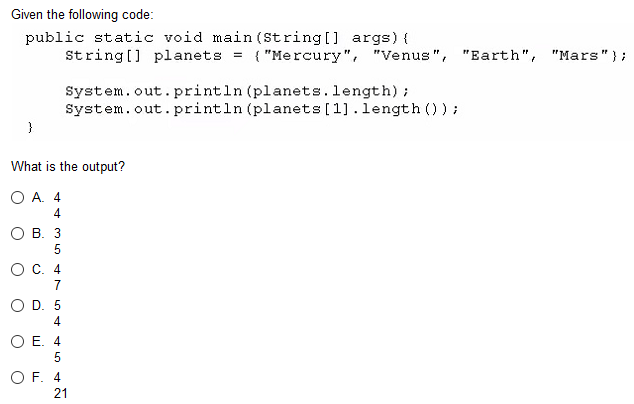 Given the following code:
public static void main(String[] args){
String[] planets = {"Mercury", "Venus", "Earth", "Mars"};
System.out.println(planets.length);
System.out.println(planets[1].length());
}
What is the output?
A. 4
4
B. 3
5
C. 4
7
D. 5
4
E. 4
5
F. 4
21